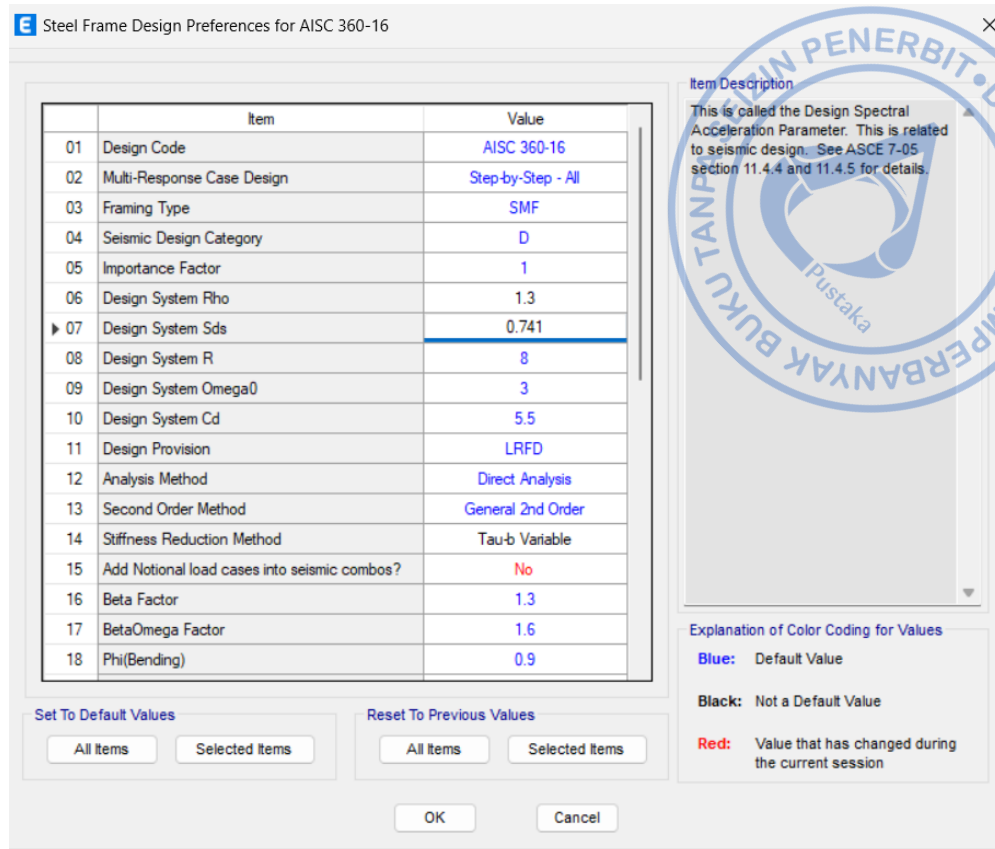 E Steel Frame Design Preferences for AISC 360-16
Item Value
01 Design Code AISC 360-16
02 Multi-Response Case Design Step-by-Step - All
03 Framing Type SMF
04 Seismic Design Category D
05 Importance Factor 1
06 Design System Rho 1.3
07 Design System Sds 0.741
08 Design System R 8
09 Design System Omega0 3
10 Design System Cd 5.5
11 Design Provision LRFD
12 Analysis Method Direct Analysis
13 Second Order Method General 2nd Order
14 Stiffness Reduction Method Tau-b Variable
15 Add Notional load cases into seismic combos? No
16 Beta Factor 1.3
17 BetaOmega Factor 1.6
18 Phi(Bending) 0.9
Item Description
This is called the Design Spectral
Acceleration Parameter. This is related
to seismic design. See ASCE 7-05
section 11.4.4 and 11.4.5 for details.
Explanation of Color Coding for Values
Blue: Default Value
Black: Not a Default Value
Red: Value that has changed during
the current session
Set To Default Values
All Items Selected Items
Reset To Previous Values
All Items Selected Items
OK Cancel
BUKU TANPA SEIZIN PENERBIT
Pustaka